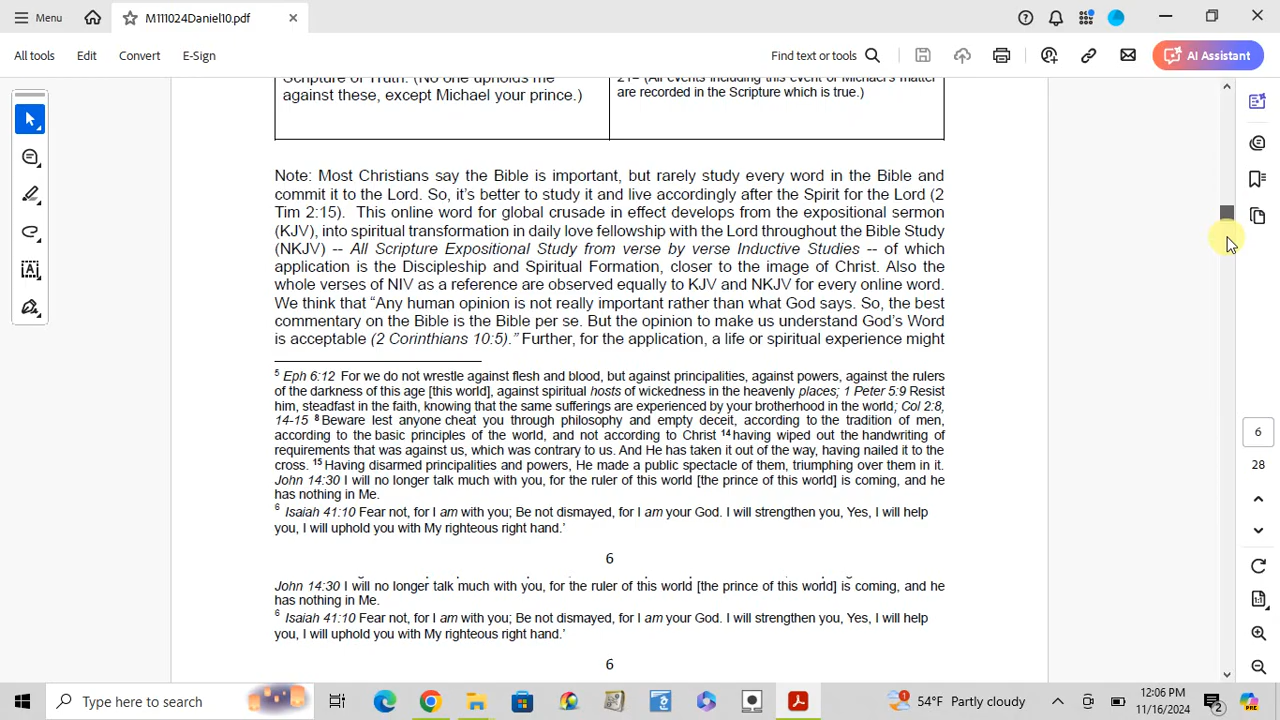 Menu
M111024Daniel10.pdf
All tools Edit Convert E-Sign
Find text or tools
AI Assistant
Scripture of Truth. (No one upholds me
against these, except Michael your prince.)
21= (All events including this event of Michael's matter
are recorded in the Scripture which is true.)
Note: Most Christians say the Bible is important, but rarely study every word in the Bible and
commit it to the Lord. So, it's better to study it and live accordingly after the Spirit for the Lord (2
Tim 2:15). This online word for global crusade in effect develops from the expositional sermon
(KJV), into spiritual transformation in daily love fellowship with the Lord throughout the Bible Study
(NKJV) -- All Scripture Expositional Study from verse by verse Inductive Studies -- of which
application is the Discipleship and Spiritual Formation, closer to the image of Christ. Also the
whole verses of NIV as a reference are observed equally to KJV and NKJV for every online word.
We think that “Any human opinion is not really important rather than what God says. So, the best
commentary on the Bible is the Bible per se. But the opinion to make us understand God's Word
is acceptable (2 Corinthians 10:5).” Further, for the application, a life or spiritual experience might
5 Eph 6:12 For we do not wrestle against flesh and blood, but against principalities, against powers, against the rulers
of the darkness of this age [this world], against spiritual hosts of wickedness in the heavenly places; 1 Peter 5:9 Resist
him, steadfast in the faith, knowing that the same sufferings are experienced by your brotherhood in the world; Col 2:8,
14-15 8 Beware lest anyone cheat you through philosophy and empty deceit, according to the tradition of men,
according to the basic principles of the world, and not according to Christ 14 having wiped out the handwriting of
requirements that was against us, which was contrary to us. And He has taken it out of the way, having nailed it to the
cross. 15 Having disarmed principalities and powers, He made a public spectacle of them, triumphing over them in it.
John 14:30 I will no longer talk much with you, for the ruler of this world [the prince of this world] is coming, and he
has nothing in Me.
6 Isaiah 41:10 Fear not, for I am with you; Be not dismayed, for I am your God. I will strengthen you, Yes, I will help
you, I will uphold you with My righteous right hand.'
6
John 14:30 I will no longer talk much with you, for the ruler of this world [the prince of this world] is coming, and he
has nothing in Me.
6 Isaiah 41:10 Fear not, for I am with you; Be not dismayed, for I am your God. I will strengthen you, Yes, I will help
you, I will uphold you with My righteous right hand.'
6
6
28
Type here to search
1
54°F Partly cloudy
12:06 PM
11/16/2024
2
PRE